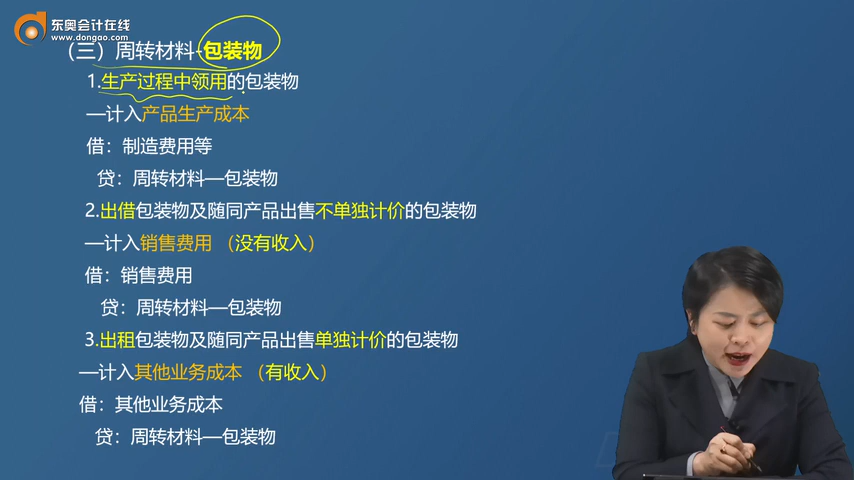 东奥会计在线
www.dongao.com
（三）周转材料-包装物
1.生产过程中领用的包装物
—计入产品生产成本
借：制造费用等
贷：周转材料—包装物
2.出借包装物及随同产品出售不单独计价的包装物
—计入销售费用 （没有收入）
借：销售费用
贷：周转材料—包装物
3.出租包装物及随同产品出售单独计价的包装物
—计入其他业务成本 （有收入）
借：其他业务成本
贷：周转材料—包装物